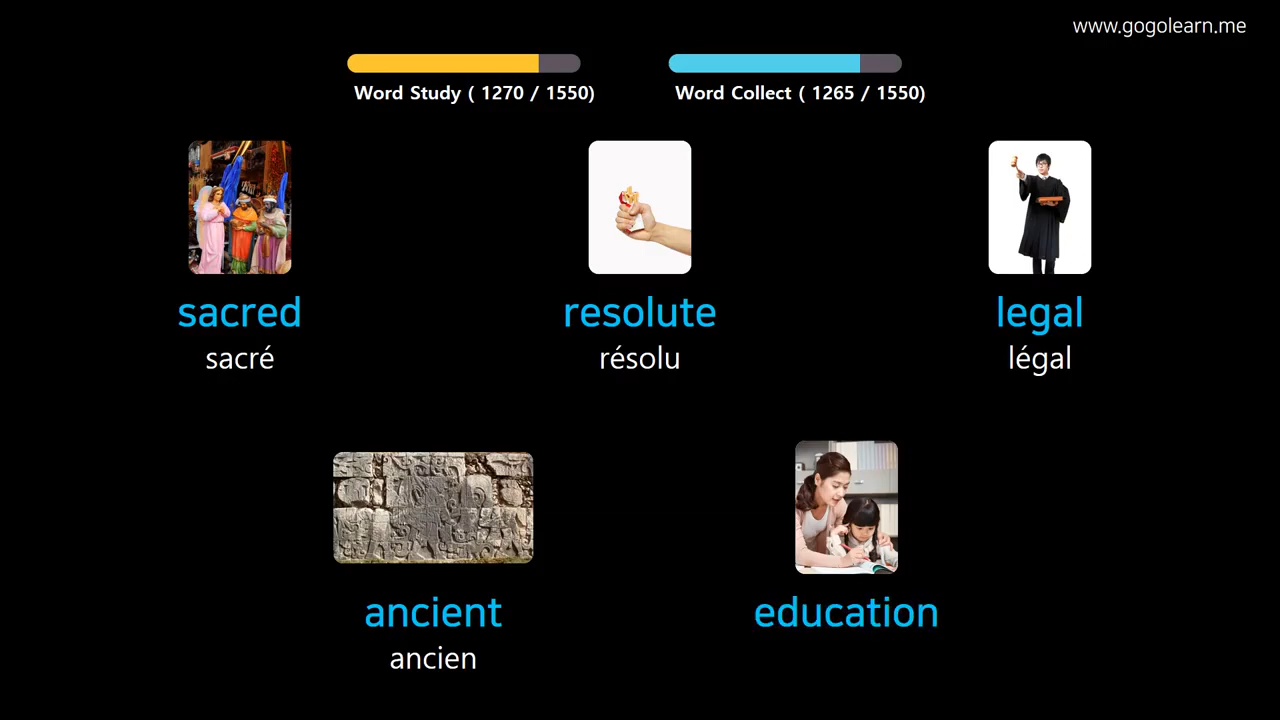 www.gogolearn.me
Word Study ( 1270 / 1550)
Word Collect ( 1265 / 1550)
sacred
sacré
resolute
résolu
legal
légal
ancient
ancien
education